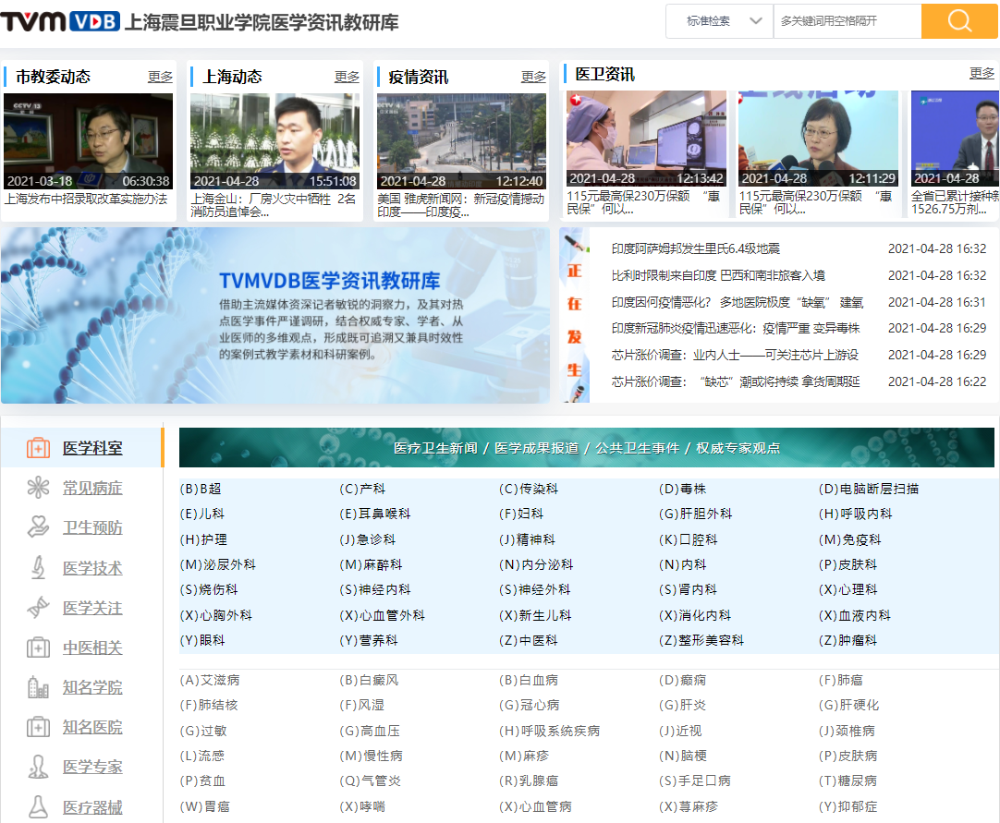 TVM VDB 上海震旦职业学院医学资讯教研库
标准检索 多关键词用空格隔开
市教委动态 更多
上海动态 更多
疫情资讯 更多
医卫资讯 更多
CCTV 13
2021-03-18 06:30:38
上海发布中招录取改革实施办法
2021-04-28 15:51:08
上海金山：厂房火灾中牺牲 2名
消防员追悼会...
CCTV 4
2021-04-28 12:12:40
美国 雅虎新闻网：新冠疫情撼动
印度——印度疫...
2021-04-28 12:13:42
115元最高保230万保额 “惠
民保”何以...
2021-04-28 12:11:29
115元最高保230万保额 “惠
民保”何以...
2021-04-28
全省已累计接种新
1526.75万剂...
TVMVDB医学资讯教研库
借助主流媒体资深记者敏锐的洞察力，及其对热
点医学事件严谨调研，结合权威专家、学者、从
业医师的多维观点，形成既可追溯又兼具时效性
的案例式教学素材和科研案例。
正
在
发
生
印度阿萨姆邦发生里氏6.4级地震 2021-04-28 16:32
比利时限制来自印度 巴西和南非旅客入境 2021-04-28 16:32
印度因何疫情恶化？ 多地医院极度“缺氧” 建氧 2021-04-28 16:31
印度新冠肺炎疫情迅速恶化：疫情严重 变异毒株 2021-04-28 16:29
芯片涨价调查：业内人士——可关注芯片上游设 2021-04-28 16:29
芯片涨价调查：“缺芯”潮或将持续 拿货周期延 2021-04-28 16:22
医学科室
常见病症
卫生预防
医学技术
医学关注
中医相关
知名学院
知名医院
医学专家
医疗器械
医疗卫生新闻 / 医学成果报道 / 公共卫生事件 / 权威专家观点
(B)B超 (C)产科 (C)传染科 (D)毒株 (D)电脑断层扫描
(E)儿科 (E)耳鼻喉科 (F)妇科 (G)肝胆外科 (H)呼吸内科
(H)护理 (J)急诊科 (J)精神科 (K)口腔科 (M)免疫科
(M)泌尿外科 (M)麻醉科 (N)内分泌科 (N)内科 (P)皮肤科
(S)烧伤科 (S)神经内科 (S)神经外科 (S)肾内科 (X)心理科
(X)心胸外科 (X)心血管外科 (X)新生儿科 (X)消化内科 (X)血液内科
(Y)眼科 (Y)营养科 (Z)中医科 (Z)整形美容科 (Z)肿瘤科
(A)艾滋病 (B)白癜风 (B)白血病 (D)癫痫 (F)肺癌
(F)肺结核 (F)风湿 (G)冠心病 (G)肝炎 (G)肝硬化
(G)过敏 (G)高血压 (H)呼吸系统疾病 (J)近视 (J)颈椎病
(L)流感 (M)慢性病 (M)麻疹 (N)脑梗 (P)皮肤病
(P)贫血 (Q)气管炎 (R)乳腺癌 (S)手足口病 (T)糖尿病
(W)胃癌 (X)哮喘 (X)心血管病 (X)荨麻疹 (Y)抑郁症